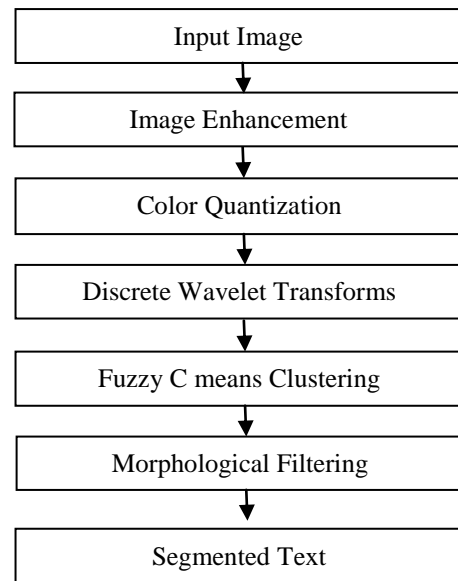 Input Image
Image Enhancement
Color Quantization
Discrete Wavelet Transforms
Fuzzy C means Clustering
Morphological Filtering
Segmented Text